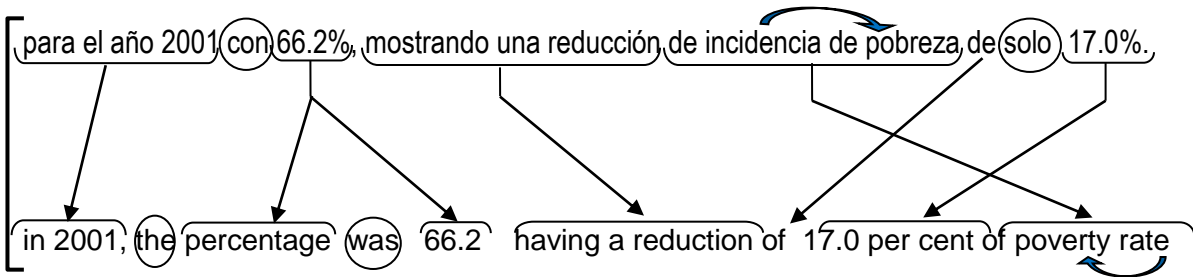 para el año 2001 con 66.2%, mostrando una reducción de incidencia de pobreza de solo 17.0%.
in 2001, the percentage was 66.2 having a reduction of 17.0 per cent of poverty rate